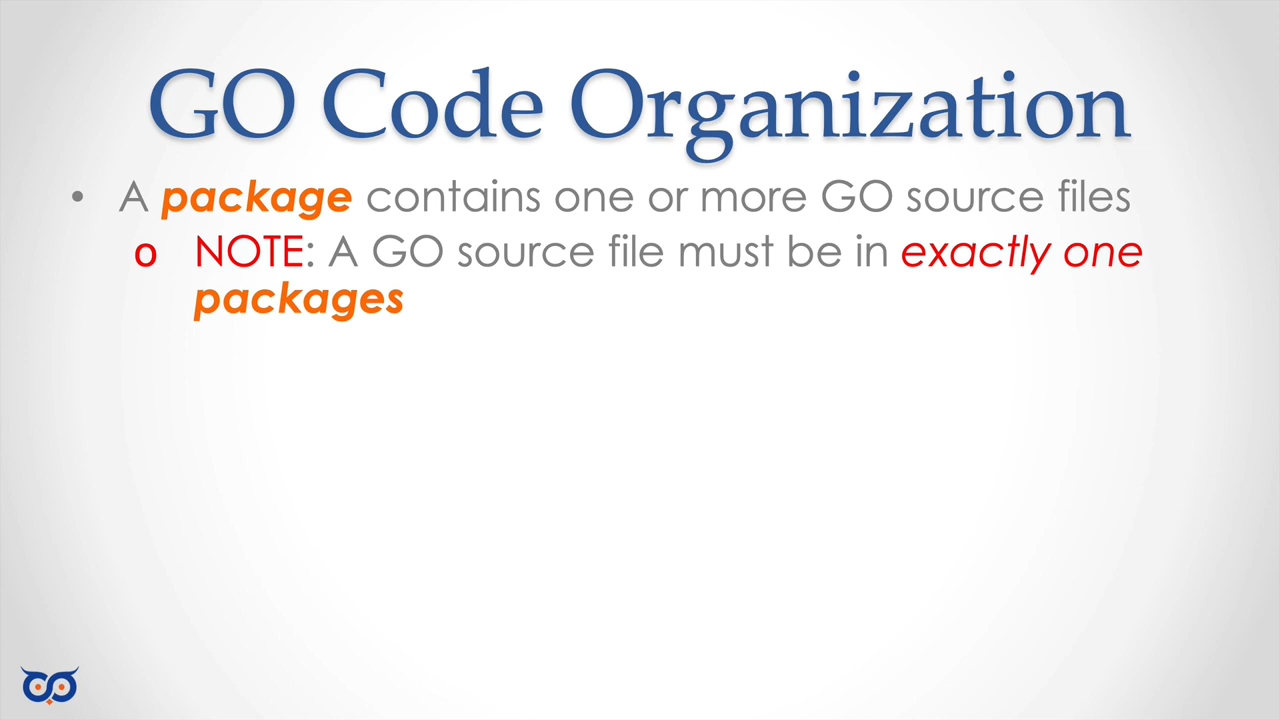 GO Code Organization
• A package contains one or more GO source files
o NOTE: A GO source file must be in exactly one
packages